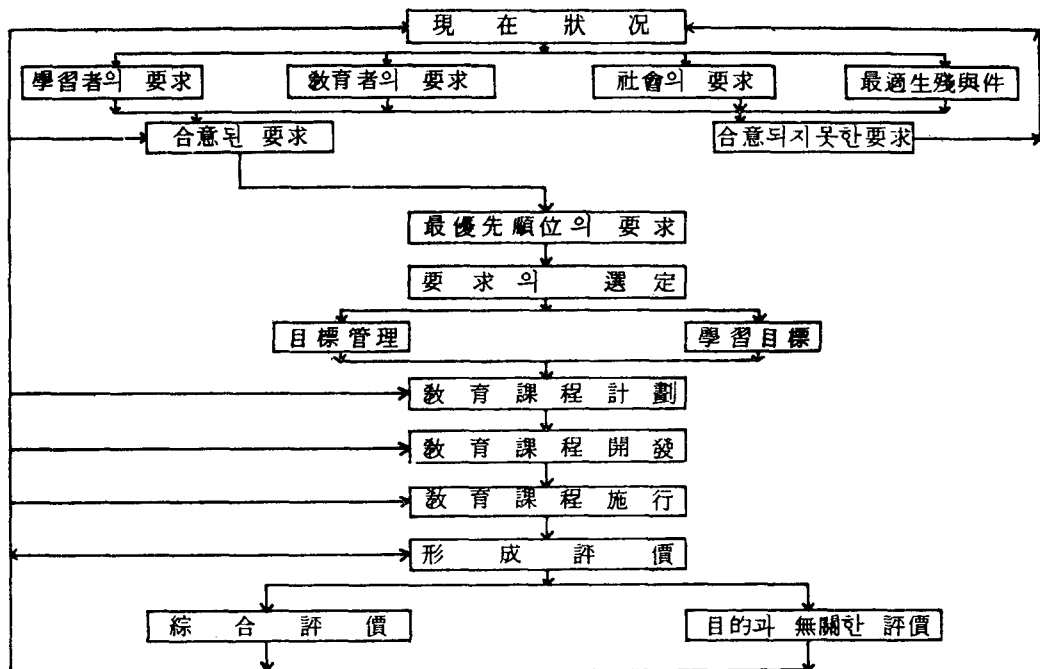 現在狀況
學習者의 要求 敎育者의 要求 社會의 要求 最適生殘與件
合意된 要求 合意되지못한要求
最優先順位의 要求
要求의 選定
目標管理 學習目標
敎育課程計劃
敎育課程開發
敎育課程施行
形成評價
綜合評價 目的과 無關한 評價